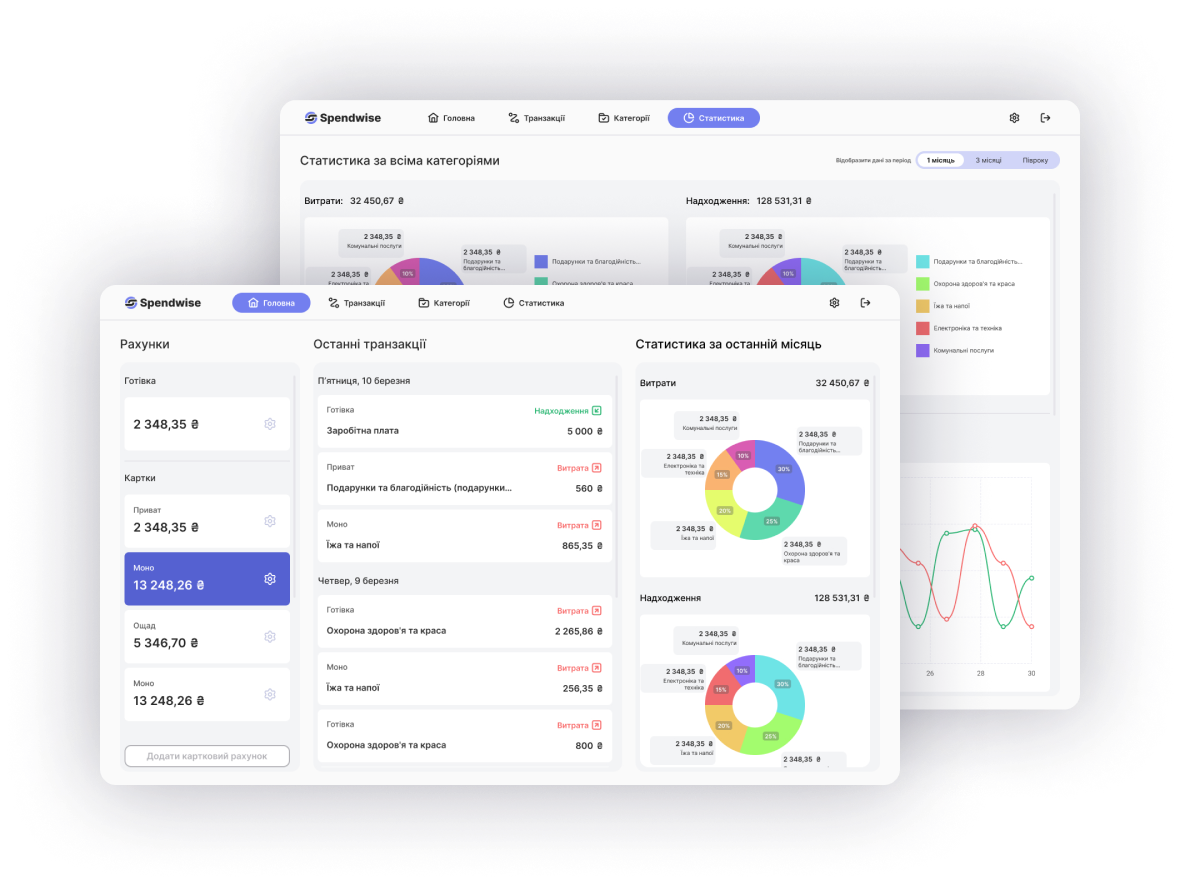 Spendwise
Головна
Транзакції
Категорії
Статистика
Статистика за всіма категоріями
Відобразити дані за період
1 місяць
3 місяці
Півроку
Витрати: 32 450,67 ₴
2 348,35 ₴
Комунальні послуги
2 348,35 ₴
Подарунки та
благодійність...
2 348,35 ₴
10%
Подарунки та благодійність...
Надходження: 128 531,31 ₴
2 348,35 ₴
Комунальні послуги
2 348,35 ₴
Подарунки та
благодійність...
2 348,35 ₴
10%
Подарунки та благодійність...
Охорона здоров'я та краса
Їжа та напої
Електроніка та техніка
Комунальні послуги
26
28
30
Spendwise
Головна
Транзакції
Категорії
Статистика
Рахунки
Готівка
2 348,35 ₴
Картки
Приват
2 348,35 ₴
Моно
13 248,26 ₴
Ощад
5 346,70 ₴
Моно
13 248,26 ₴
Додати картковий рахунок
Останні транзакції
П'ятниця, 10 березня
Готівка
Надходження
Заробітна плата
5 000 ₴
Приват
Витрата
Подарунки та благодійність (подарунки...
560 ₴
Моно
Витрата
Їжа та напої
865,35 ₴
Четвер, 9 березня
Готівка
Витрата
Охорона здоров'я та краса
2 265,86 ₴
Моно
Витрата
Їжа та напої
256,35 ₴
Готівка
Витрата
Охорона здоров'я та краса
800 ₴
Статистика за останній місяць
Витрати
32 450,67 ₴
2 348,35 ₴
Комунальні послуги
2 348,35 ₴
Подарунки та
благодійність...
2 348,35 ₴
Електроніка та
техніка
10%
30%
15%
20%
25%
2 348,35 ₴
Їжа та напої
2 348,35 ₴
Охорона здоров'я та
краса
Надходження
128 531,31 ₴
2 348,35 ₴
Комунальні послуги
2 348,35 ₴
Подарунки та
благодійність...
2 348,35 ₴
Електроніка та
техніка
10%
30%
15%
20%
25%
2 348,35 ₴
Їжа та напої
2 348,35 ₴